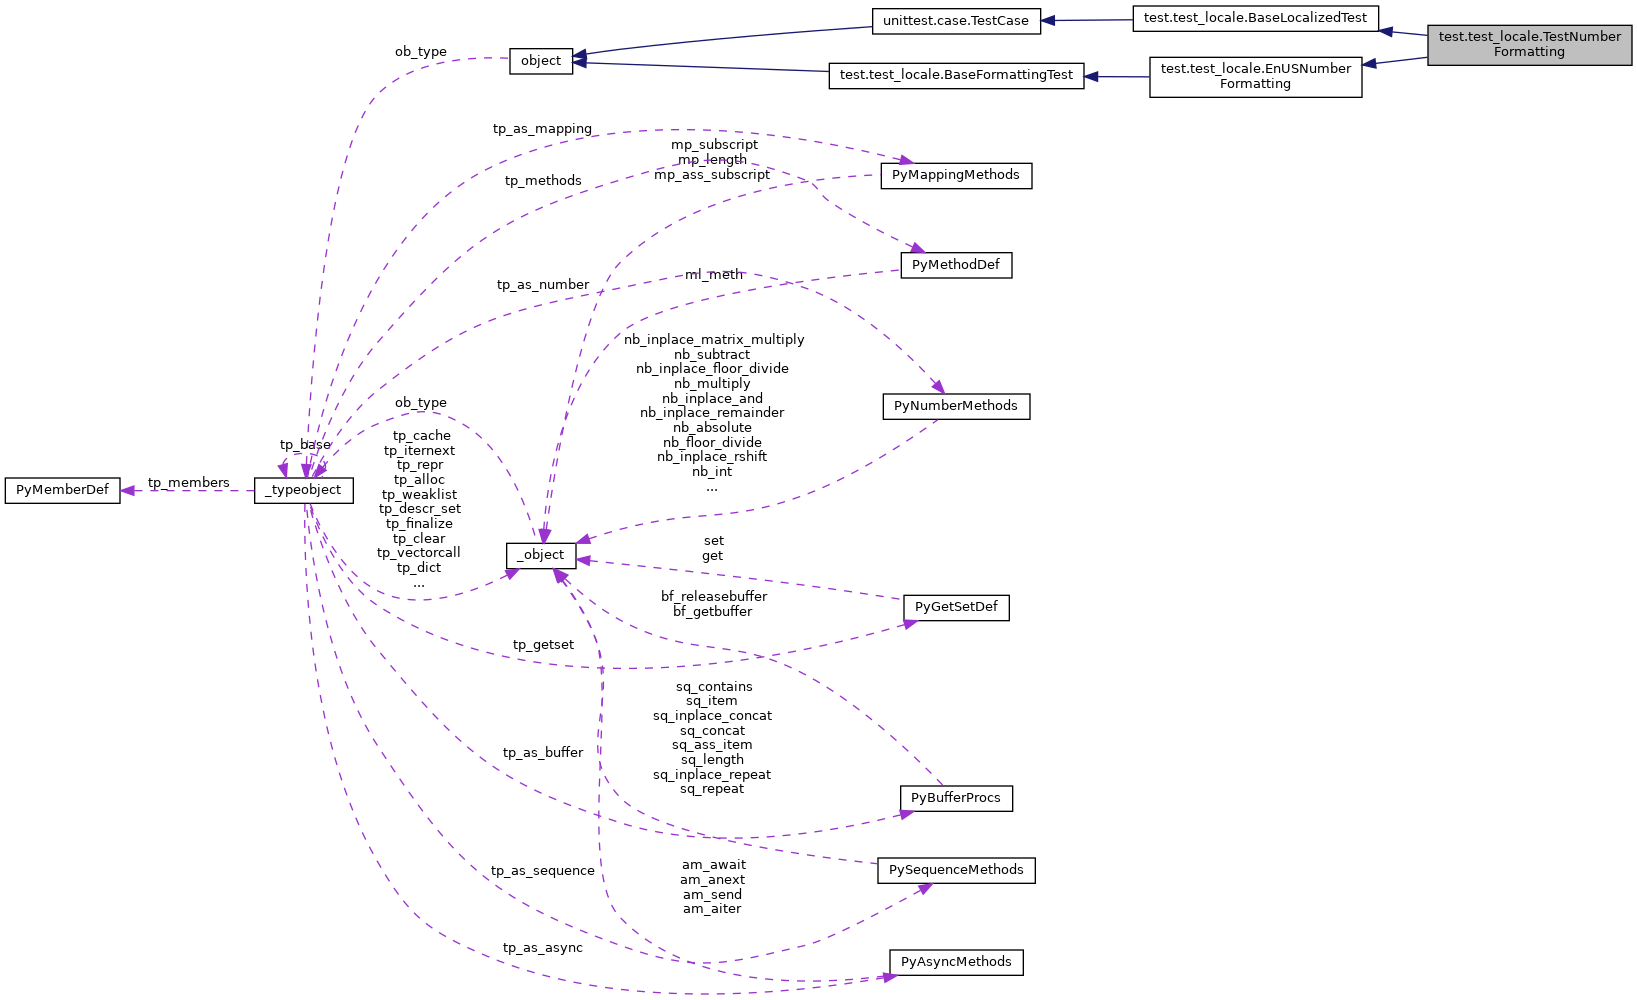 unittest.case.TestCase
test.test_locale.BaseLocalizedTest
test.test_locale.TestNumber
Formatting
ob_type
object
test.test_locale.BaseFormattingTest
test.test_locale.EnUSNumber
Formatting
tp_as_mapping
mp_subscript
mp_length
mp_ass_subscript
PyMappingMethods
tp_methods
PyMethodDef
ml_meth
tp_as_number
nb_inplace_matrix_multiply
nb_subtract
nb_inplace_floor_divide
nb_multiply
nb_inplace_and
nb_inplace_remainder
nb_absolute
nb_floor_divide
nb_inplace_rshift
nb_int
...
PyNumberMethods
ob_type
tp_base
tp_cache
tp_iternext
tp_repr
tp_alloc
tp_weaklist
tp_descr_set
tp_finalize
tp_clear
tp_vectorcall
tp_dict
...
PyMemberDef
tp_members
_typeobject
_object
set
get
bf_releasebuffer
bf_getbuffer
PyGetSetDef
tp_getset
sq_contains
sq_item
sq_inplace_concat
sq_concat
sq_ass_item
sq_length
sq_inplace_repeat
sq_repeat
tp_as_buffer
PyBufferProcs
PySequenceMethods
tp_as_sequence
am_await
am_anext
am_send
am_aiter
tp_as_async
PyAsyncMethods